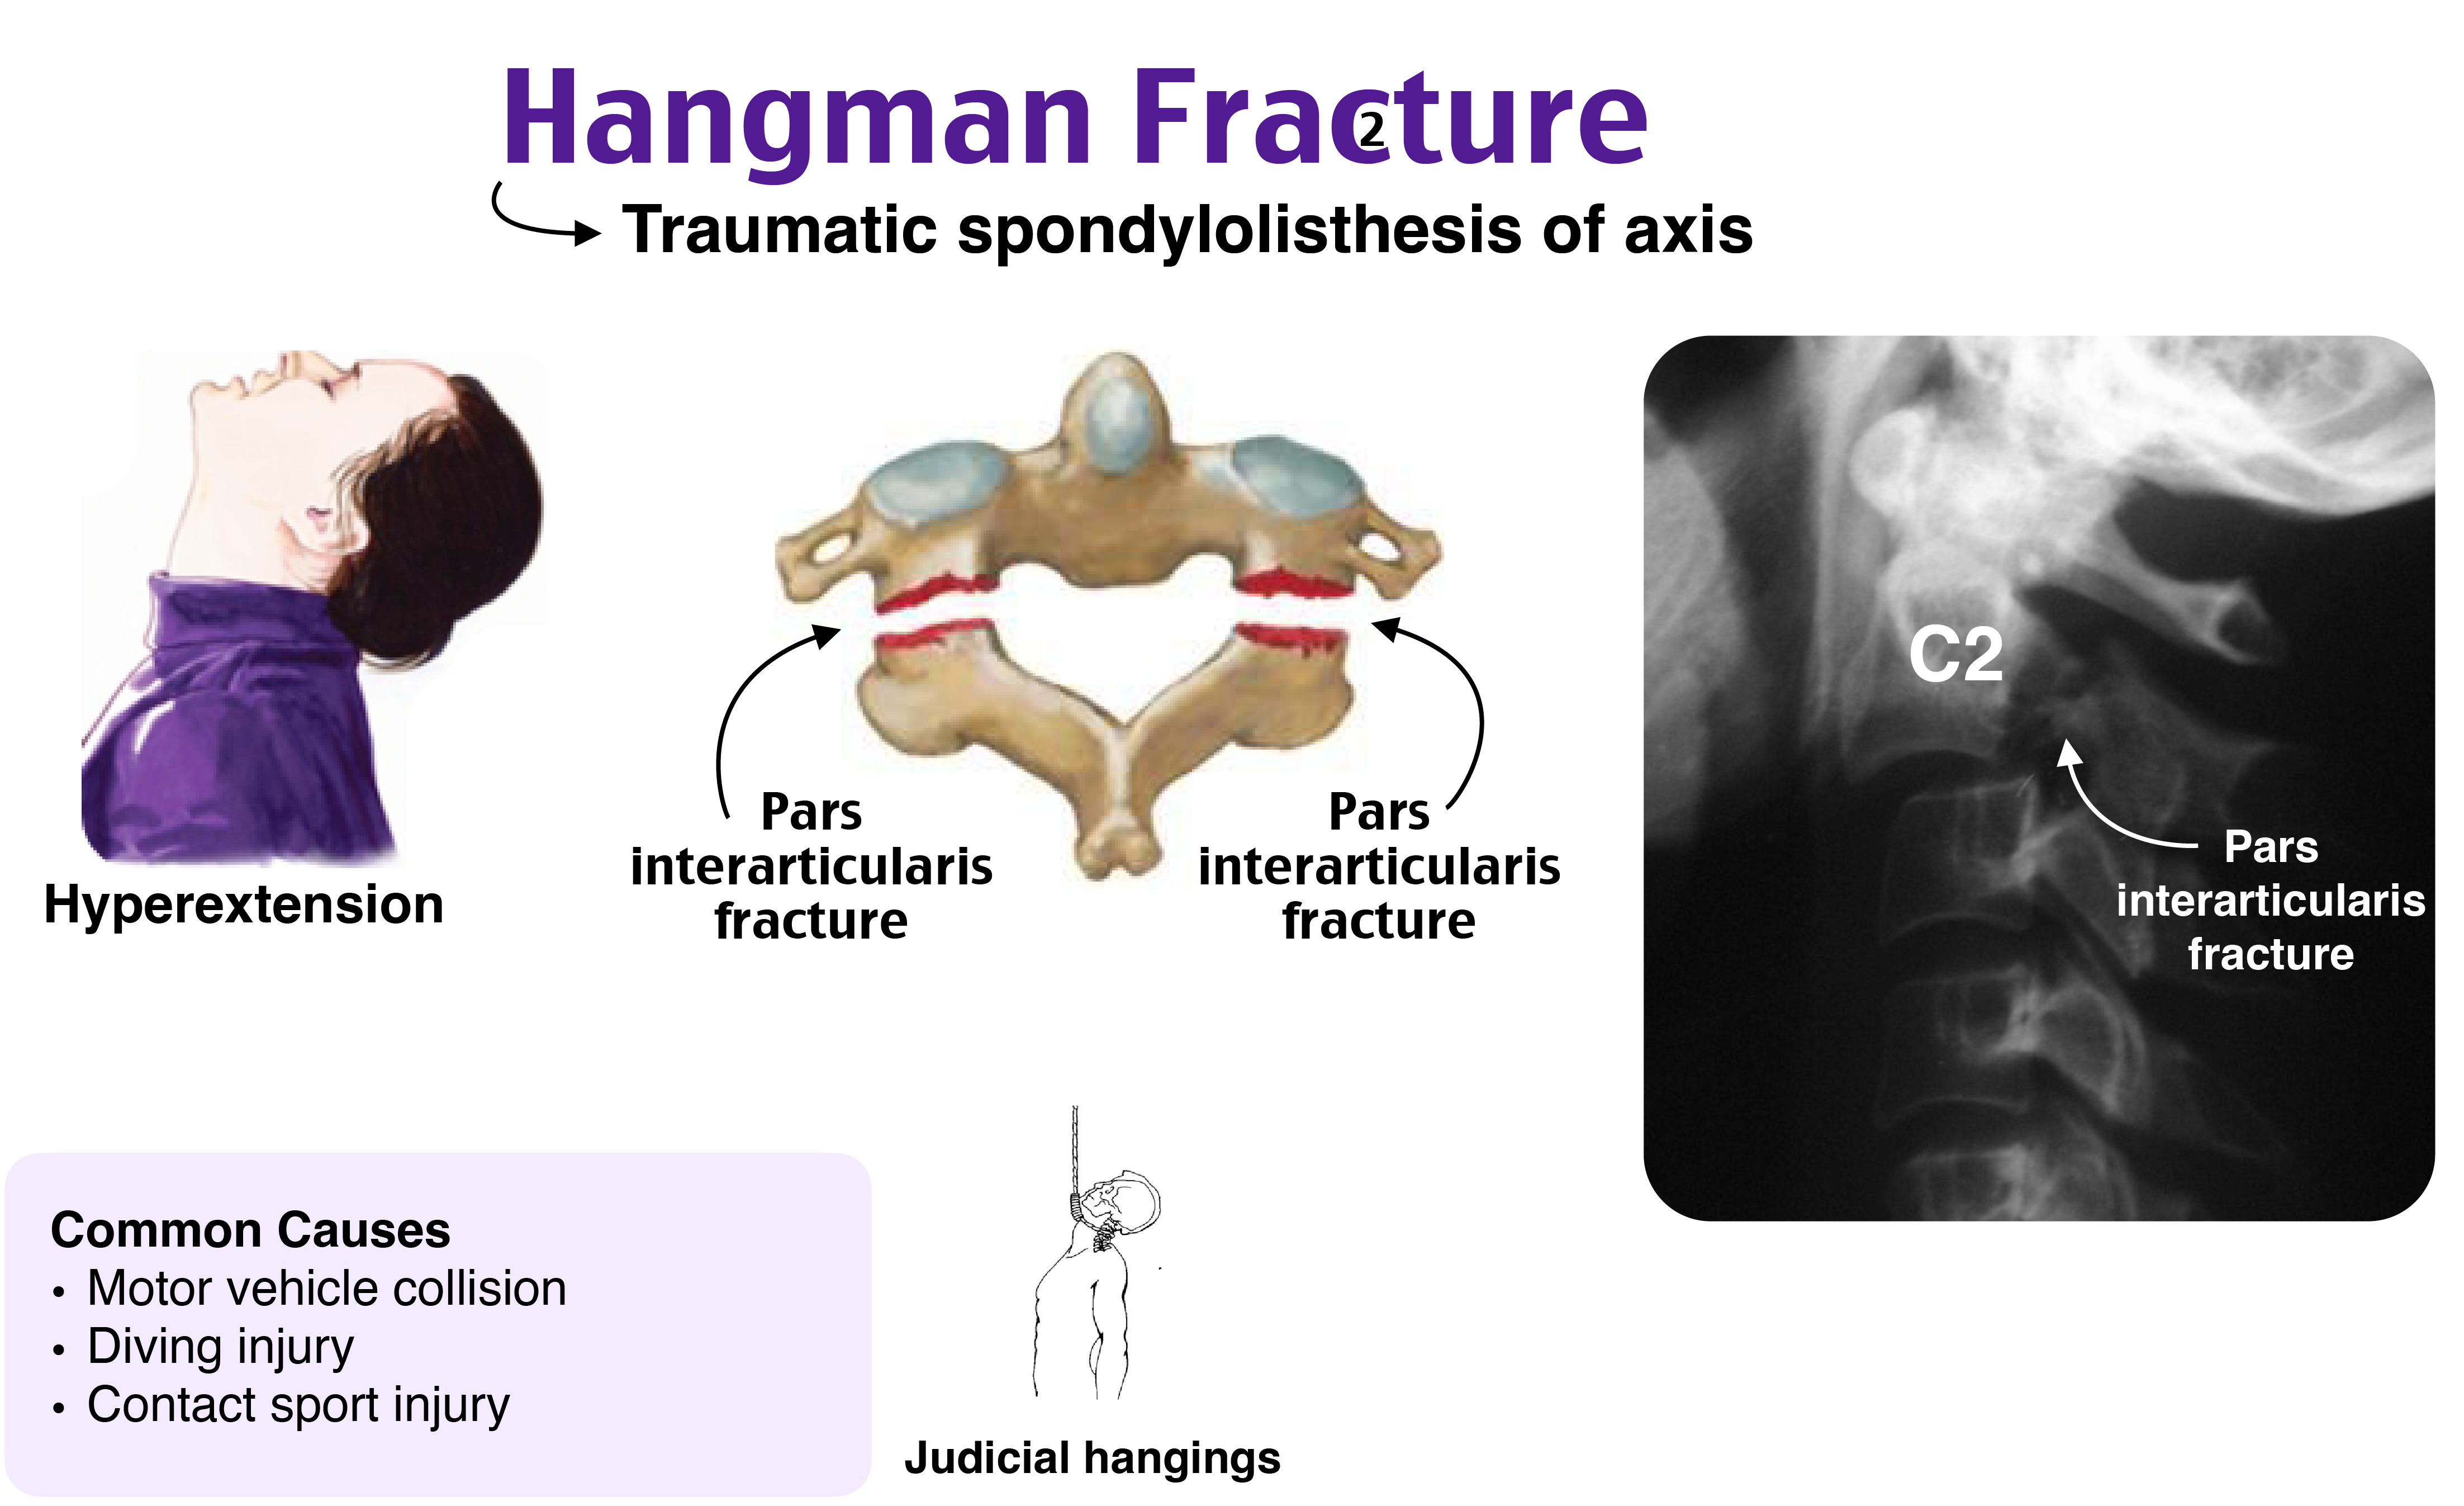 Hangman Fracture
2
Traumatic spondylolisthesis of axis
Hyperextension
Pars
interarticularis
fracture
Pars
interarticularis
fracture
C2
Pars
interarticularis
fracture
Common Causes
• Motor vehicle collision
• Diving injury
• Contact sport injury
Judicial hangings